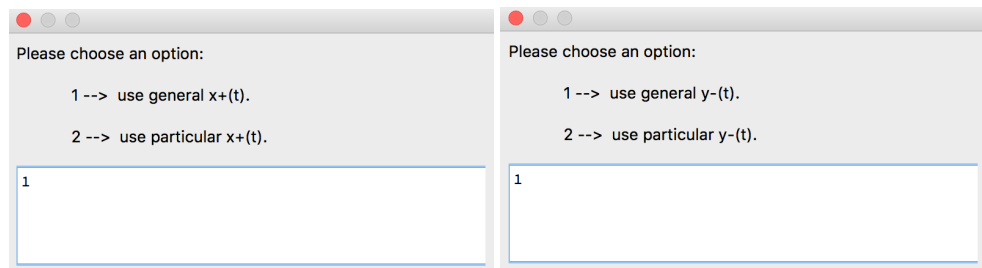 Please choose an option:
1 --> use general x+(t).
2 --> use particular x+(t).
1
Please choose an option:
1 --> use general y-(t).
2 --> use particular y-(t).
1